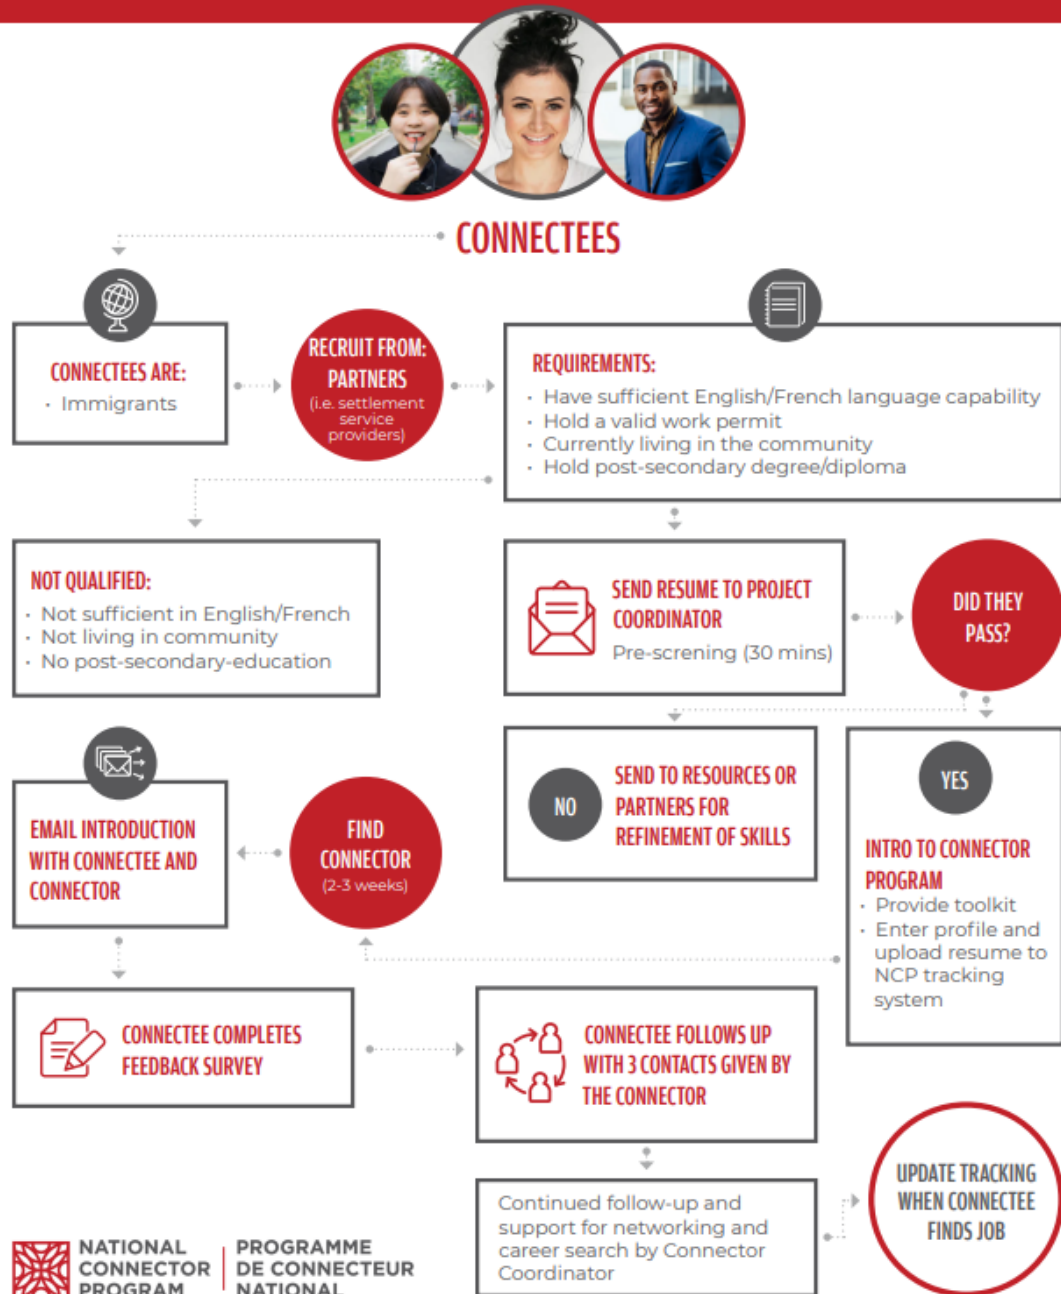 CONNECTEES
CONNECTEES ARE:
· Immigrants
RECRUIT FROM:
PARTNERS
(i.e. settlement
service
providers)
REQUIREMENTS:
· Have sufficient English/French language capability
· Hold a valid work permit
· Currently living in the community
· Hold post-secondary degree/diploma
NOT QUALIFIED:
· Not sufficient in English/French
· Not living in community
· No post-secondary-education
SEND RESUME TO PROJECT
COORDINATOR
Pre-screning (30 mins)
DID THEY
PASS?
NO
SEND TO RESOURCES OR
PARTNERS FOR
REFINEMENT OF SKILLS
YES
INTRO TO CONNECTOR
PROGRAM
· Provide toolkit
· Enter profile and
upload resume to
NCP tracking
system
FIND
CONNECTOR
(2-3 weeks)
EMAIL INTRODUCTION
WITH CONNECTEE AND
CONNECTOR
CONNECTEE COMPLETES
FEEDBACK SURVEY
CONNECTEE FOLLOWS UP
WITH 3 CONTACTS GIVEN BY
THE CONNECTOR
Continued follow-up and
support for networking and
career search by Connector
Coordinator
UPDATE TRACKING
WHEN CONNECTEE
FINDS JOB
NATIONAL
CONNECTOR
PROGRAM
PROGRAMME
DE CONNECTEUR
NATIONAL